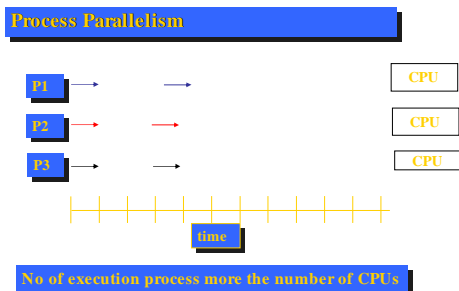 Process Parallelism
P1
CPU
P2
CPU
P3
CPU
time
No of execution process more the number of CPUs